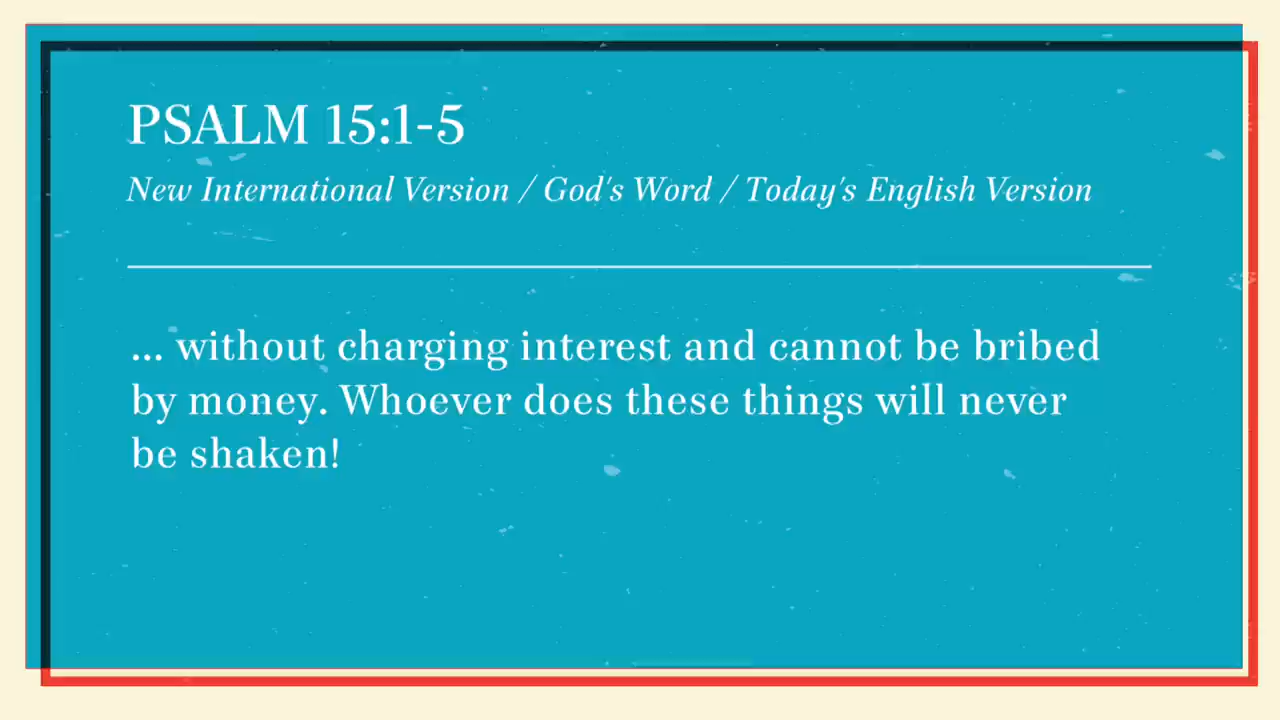 PSALM 15:1-5
New International Version / God's Word / Today's English Version
... without charging interest and cannot be bribed
by money. Whoever does these things will never
be shaken!